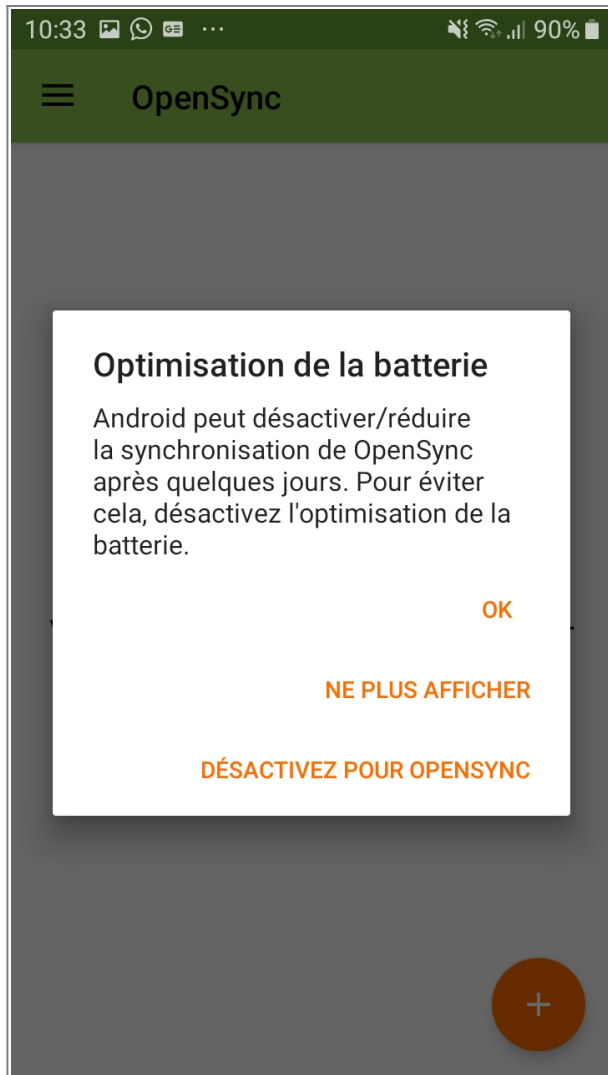 10:33 GE ... 90%
OpenSync
Optimisation de la batterie
Android peut désactiver/réduire
la synchronisation de OpenSync
après quelques jours. Pour éviter
cela, désactivez l'optimisation de la
batterie.
OK
NE PLUS AFFICHER
DÉSACTIVEZ POUR OPENSYNC
+